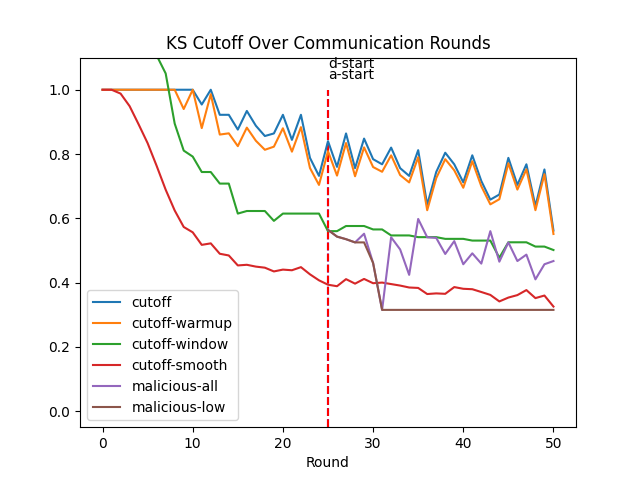 KS Cutoff Over Communication Rounds
d-start
a-start
1.0
0.8
0.6
0.4
0.2
0.0
cutoff
cutoff-warmup
cutoff-window
cutoff-smooth
malicious-all
malicious-low
0 10 20 30 40 50
Round